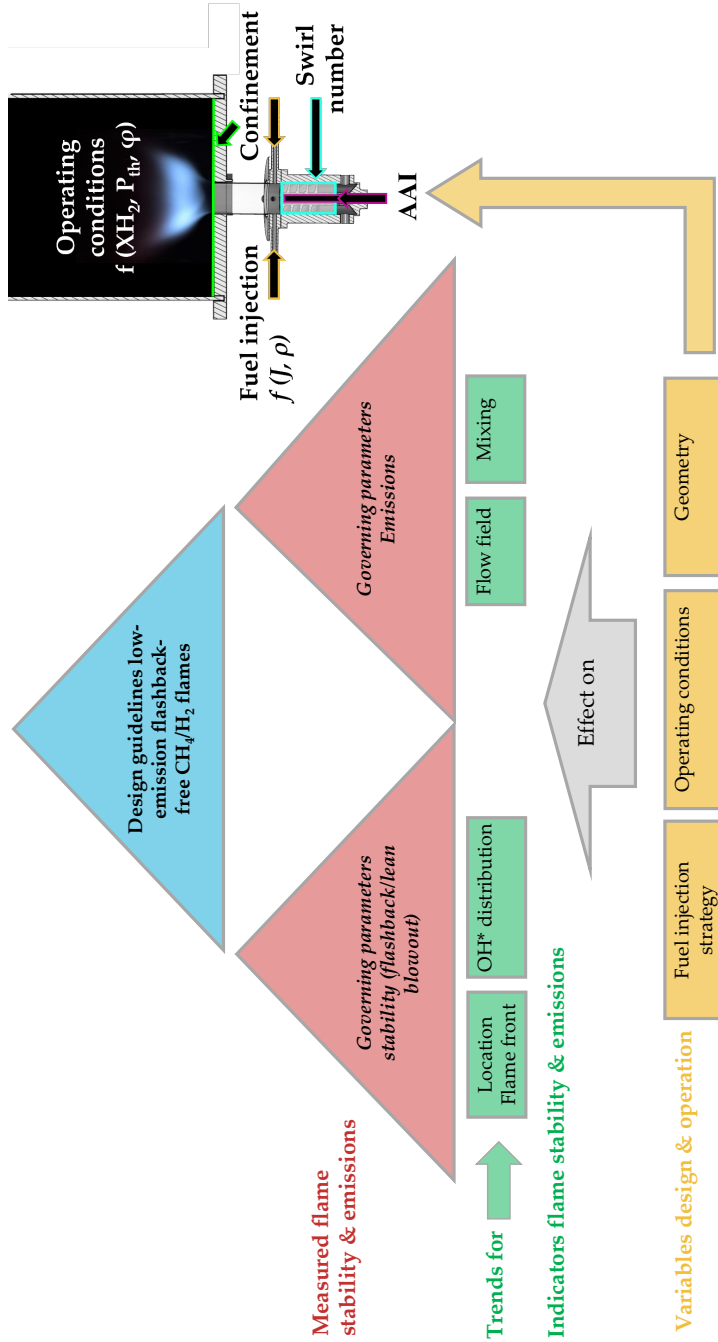 Design guidelines low-
emission flashback-
free CH₄/H₂ flames
Operating
conditions
f (XH₂, Pₜₕ, φ)
Confinement
Fuel injection
f (J, ρ)
Swirl
number
AAI
Measured flame
stability & emissions
Governing parameters
stability (flashback/lean
blowout)
Governing parameters
Emissions
Trends for
Location
Flame front
OH* distribution
Flow field
Mixing
Indicators flame stability & emissions
Effect on
Variables design & operation
Fuel injection
strategy
Operating conditions
Geometry